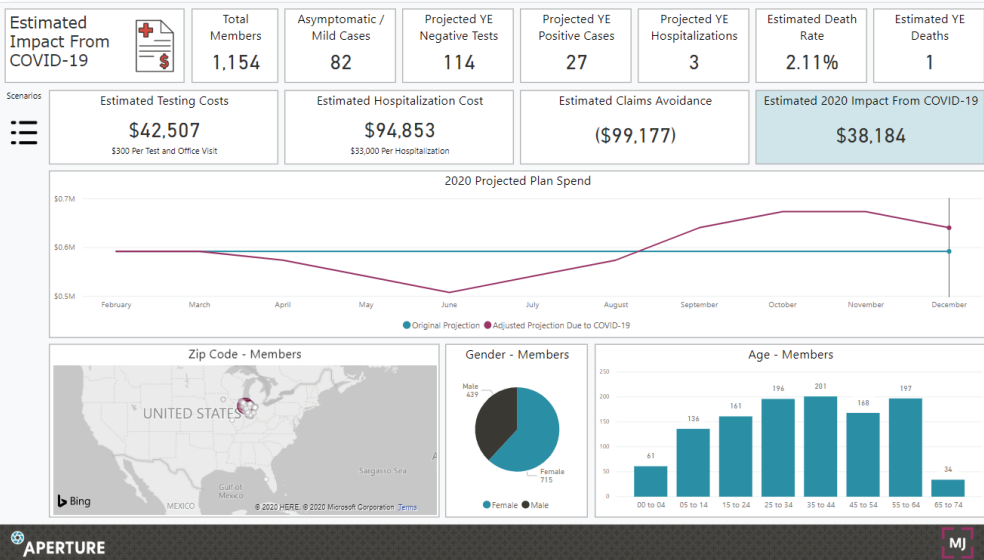 Estimated
Impact From
COVID-19
$
Total
Members
1,154
Asymptomatic /
Mild Cases
82
Projected YE
Negative Tests
114
Projected YE
Positive Cases
27
Projected YE
Hospitalizations
3
Estimated Death
Rate
2.11%
Estimated YE
Deaths
1
Scenarios
Estimated Testing Costs
$42,507
$300 Per Test and Office Visit
Estimated Hospitalization Cost
$94,853
$33,000 Per Hospitalization
Estimated Claims Avoidance
($99,177)
Estimated 2020 Impact From COVID-19
$38,184
2020 Projected Plan Spend
$0.7M
$0.6M
$0.5M
February March April May June July August September October November December
Original Projection Adjusted Projection Due to COVID-19
Zip Code - Members
UNITED STATES
Sargasso Sea
Gulf of
Mexico
MEXICO
Bing
© 2020 HERE, © 2020 Microsoft Corporation Terms
Gender - Members
Male
439
Female
715
Female Male
Age - Members
250
200
150
100
50
0
61
136
161
196
201
168
197
34
00 to 04 05 to 14 15 to 24 25 to 34 35 to 44 45 to 54 55 to 64 65 to 74
APERTURE
MJ